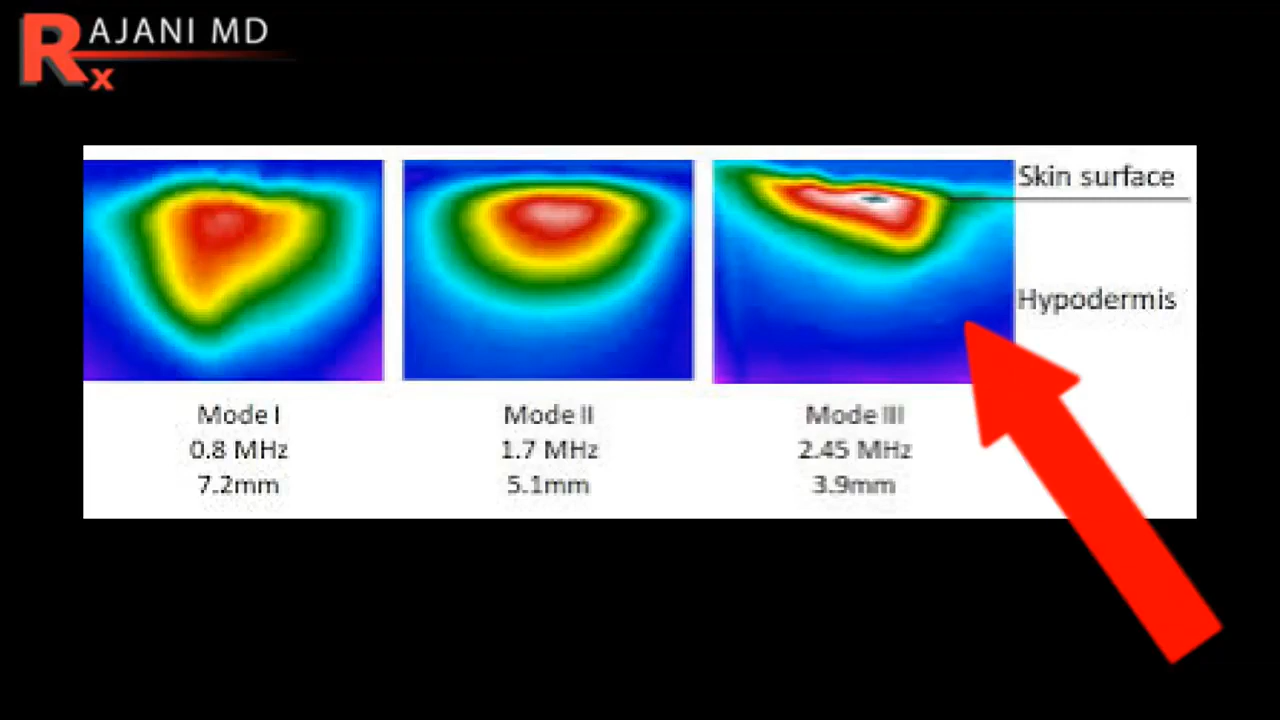 RAJANI MD
Rx
Skin surface
Hypodermis
Mode I
0.8 MHz
7.2mm
Mode II
1.7 MHz
5.1mm
Mode III
2.45 MHz
3.9mm